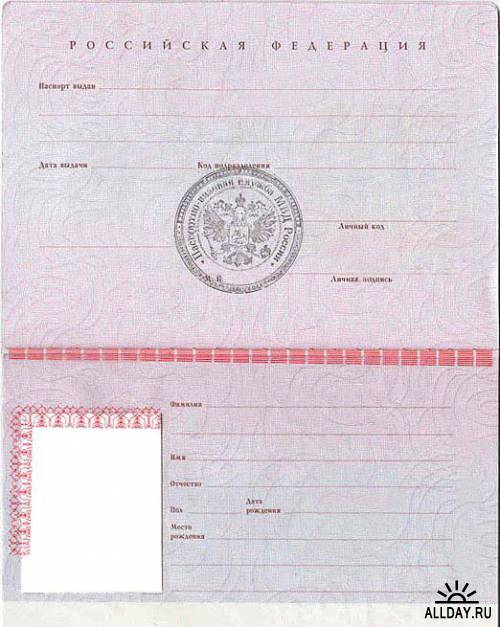 РОССИЙСКАЯ ФЕДЕРАЦИЯ
Паспорт выдан
Дата выдачи Код подразделения
Паспортно-визовая служба МВД России
Личный код
М. П. Личная подпись
Фамилия
Имя
Отчество
Пол Дата рождения
Место
рождения
ALLDAY.RU